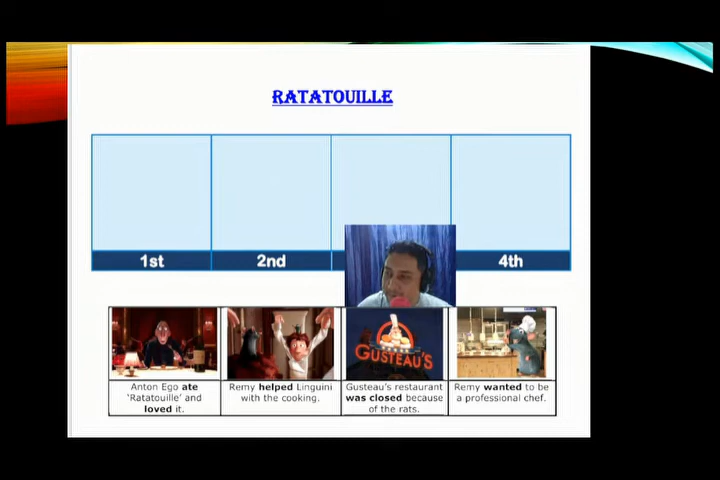 RATATOUILLE
1st
2nd
4th
GUSTEAU'S
Anton Ego ate
'Ratatouille' and
loved it.
Remy helped Linguini
with the cooking.
Gusteau's restaurant
was closed because
of the rats.
Remy wanted to be
a professional chef.